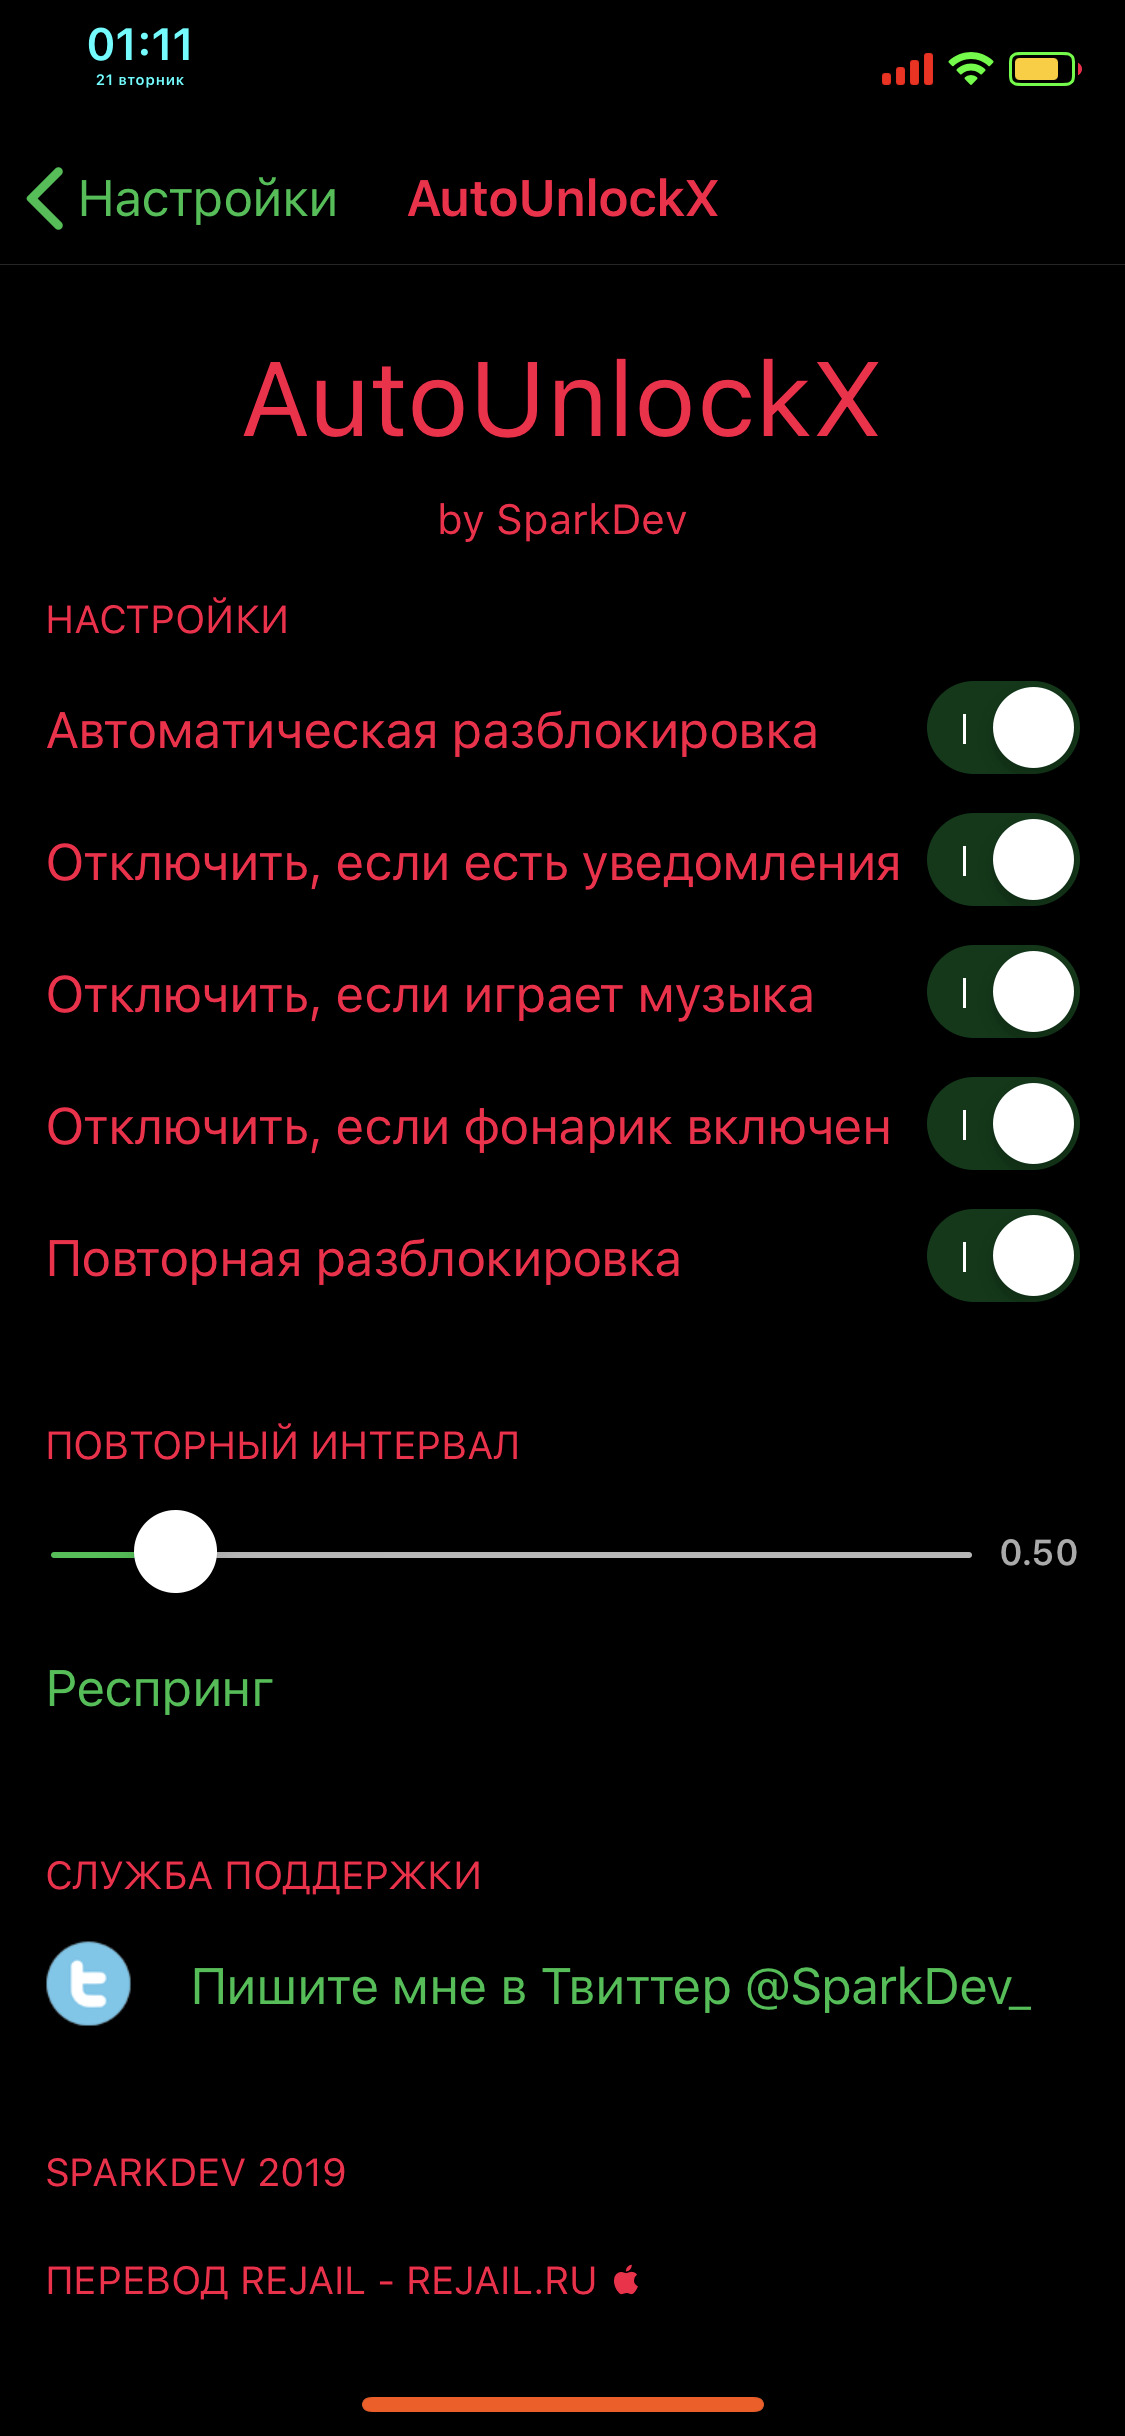 01:11
21 вторник
Настройки AutoUnlockX
AutoUnlockX
by SparkDev
НАСТРОЙКИ
Автоматическая разблокировка
Отключить, если есть уведомления
Отключить, если играет музыка
Отключить, если фонарик включен
Повторная разблокировка
ПОВТОРНЫЙ ИНТЕРВАЛ
0.50
Респринг
СЛУЖБА ПОДДЕРЖКИ
Пишите мне в Твиттер @SparkDev_
SPARKDEV 2019
ПЕРЕВОД REJAIL - REJAIL.RU